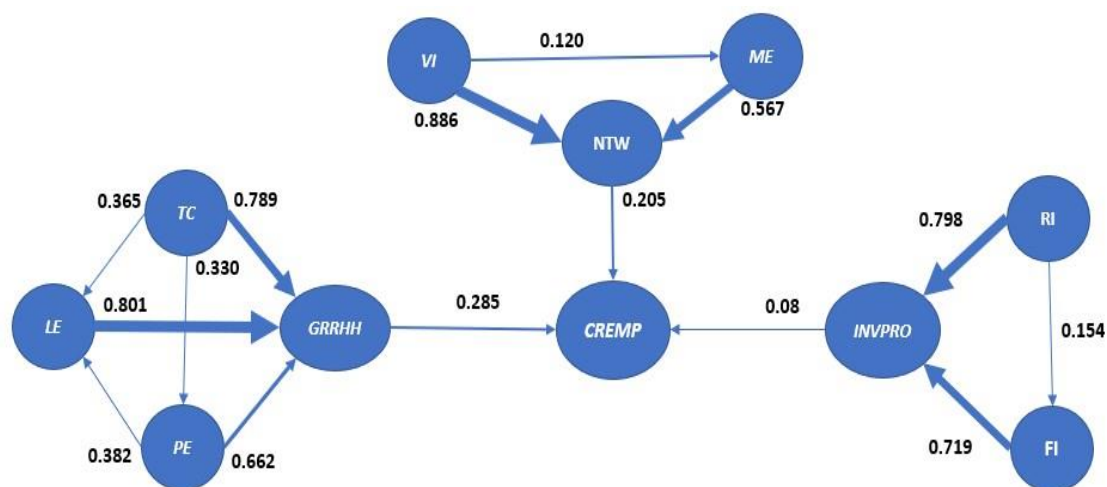 VI
0.120
ME
0.886
0.567
NTW
0.205
TC
0.365
0.789
0.330
LE
0.801
GRRHH
0.285
CREMP
0.08
INVPRO
RI
0.798
0.154
PE
0.382
0.662
0.719
FI